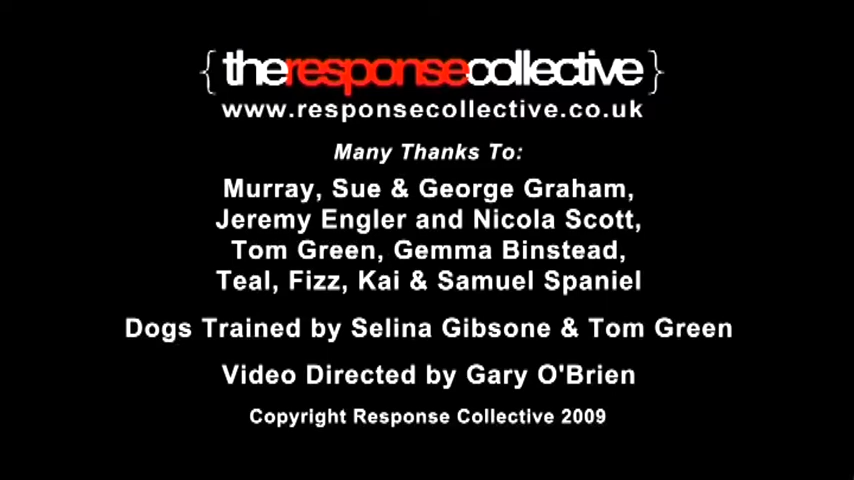 {theresponsecollective}
www.responsecollective.co.uk
Many Thanks To:
Murray, Sue & George Graham,
Jeremy Engler and Nicola Scott,
Tom Green, Gemma Binstead,
Teal, Fizz, Kai & Samuel Spaniel
Dogs Trained by Selina Gibsone & Tom Green
Video Directed by Gary O'Brien
Copyright Response Collective 2009